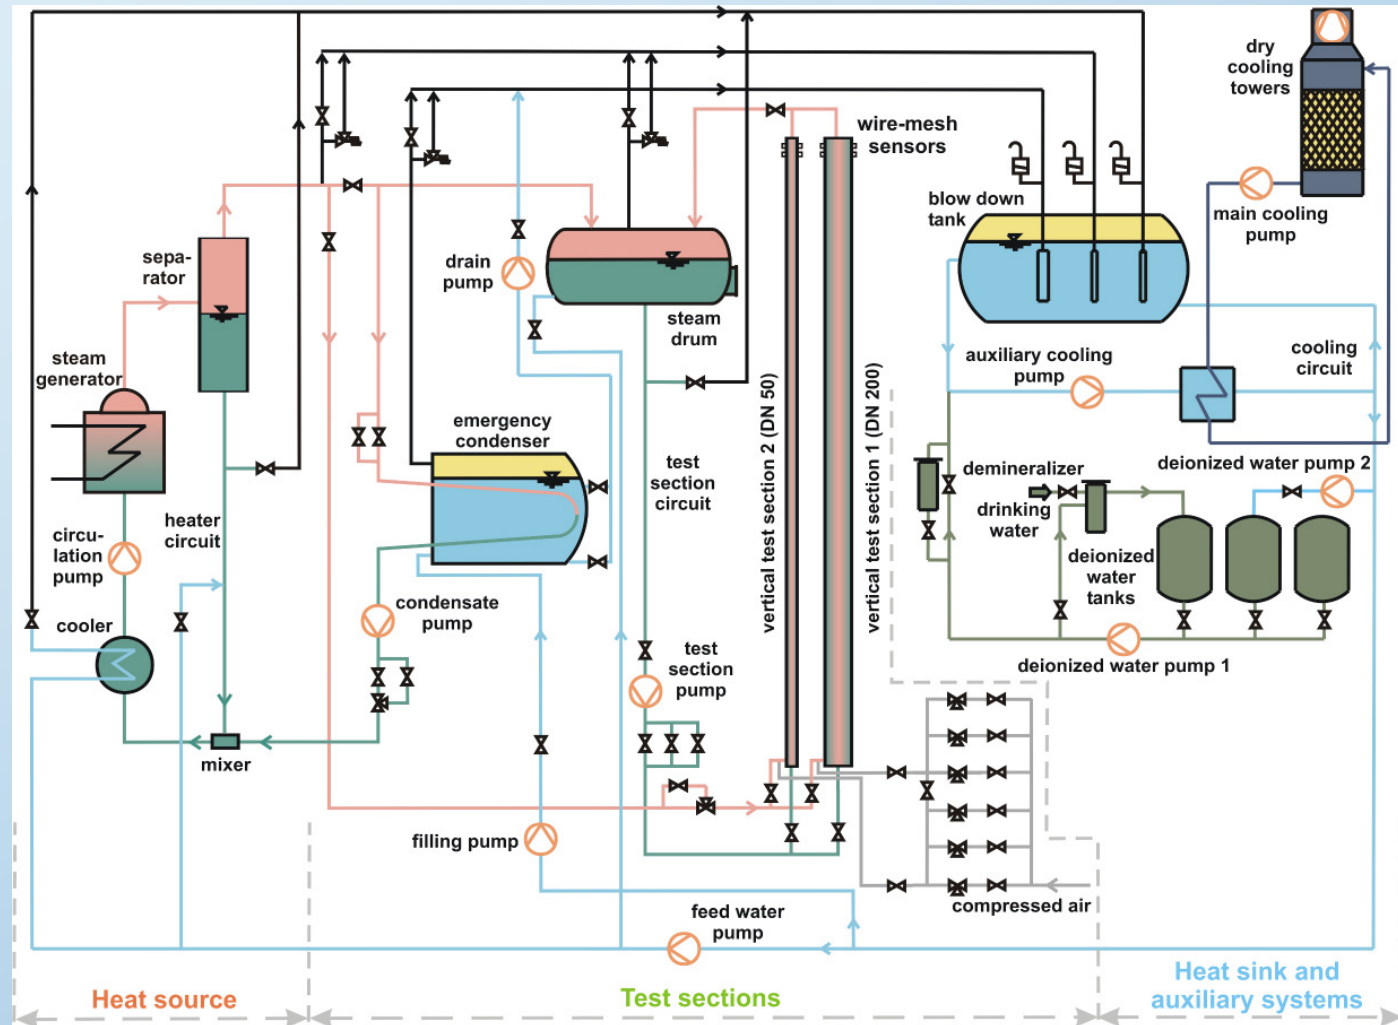 dry
cooling
towers
wire-mesh
sensors
blow down
tank
main cooling
pump
sepa-
rator
drain
pump
steam
drum
steam
generator
auxiliary cooling
pump
cooling
circuit
emergency
condenser
test
section
circuit
vertical test section 2 (DN 50)
vertical test section 1 (DN 200)
demineralizer
drinking
water
deionized water pump 2
deionized
water
tanks
heater
circuit
circu-
lation
pump
cooler
condensate
pump
test
section
pump
deionized water pump 1
mixer
filling pump
compressed air
feed water
pump
Heat source
Test sections
Heat sink and
auxiliary systems